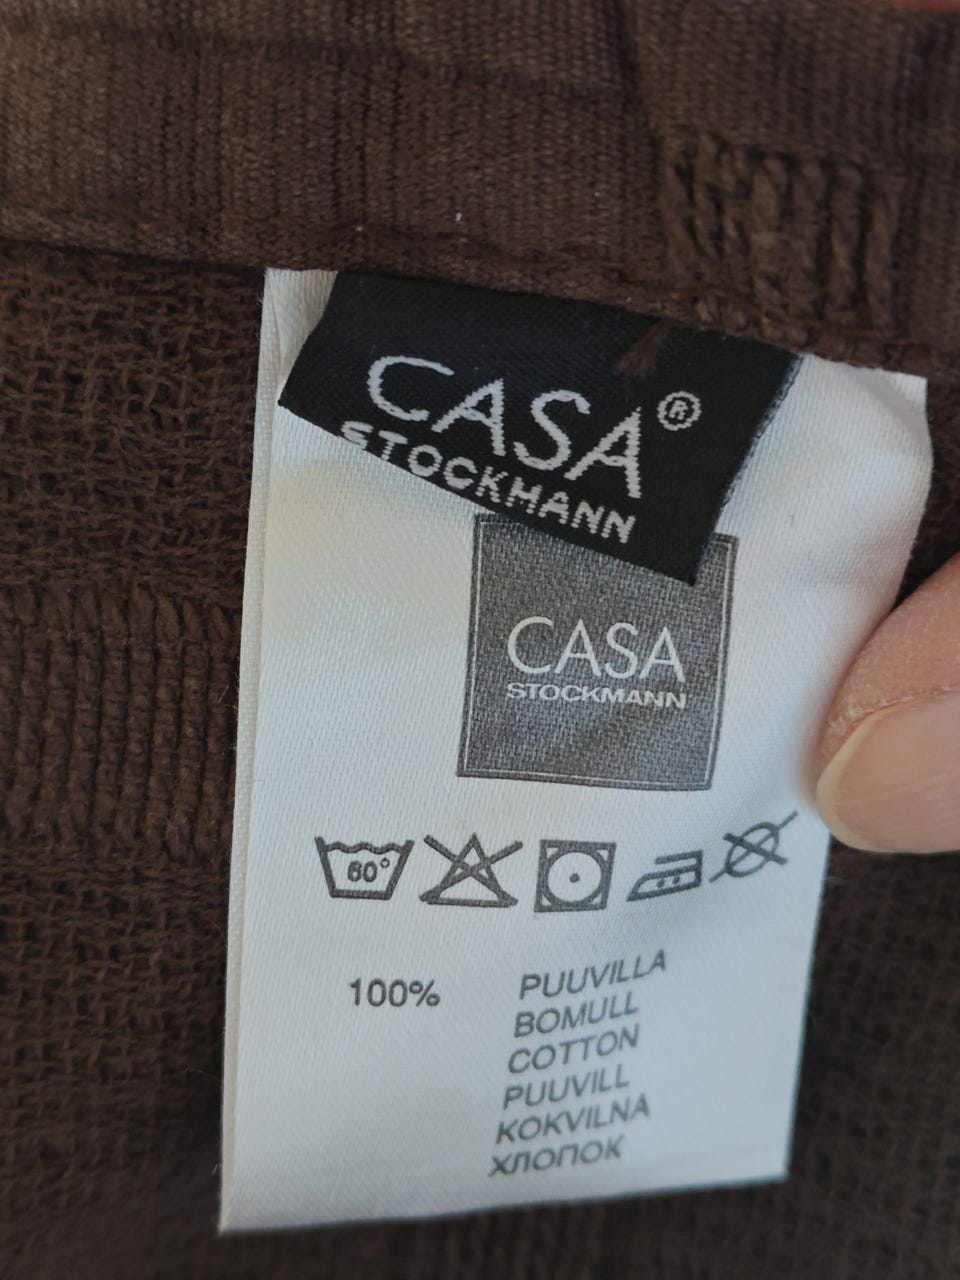 CASA®
STOCKMANN
CASA
STOCKMANN
60°
100% PUUVILLA
BOMULL
COTTON
PUUVILL
KOKVILNA
ХЛОПОК